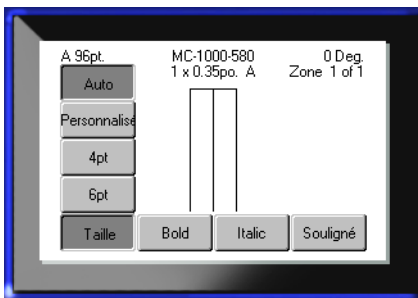 A 96pt. MC-1000-580 0 Deg.
1 x 0.35po. A Zone 1 of 1
Auto
Personnalisé
4pt
6pt
Taille Bold Italic Souligné